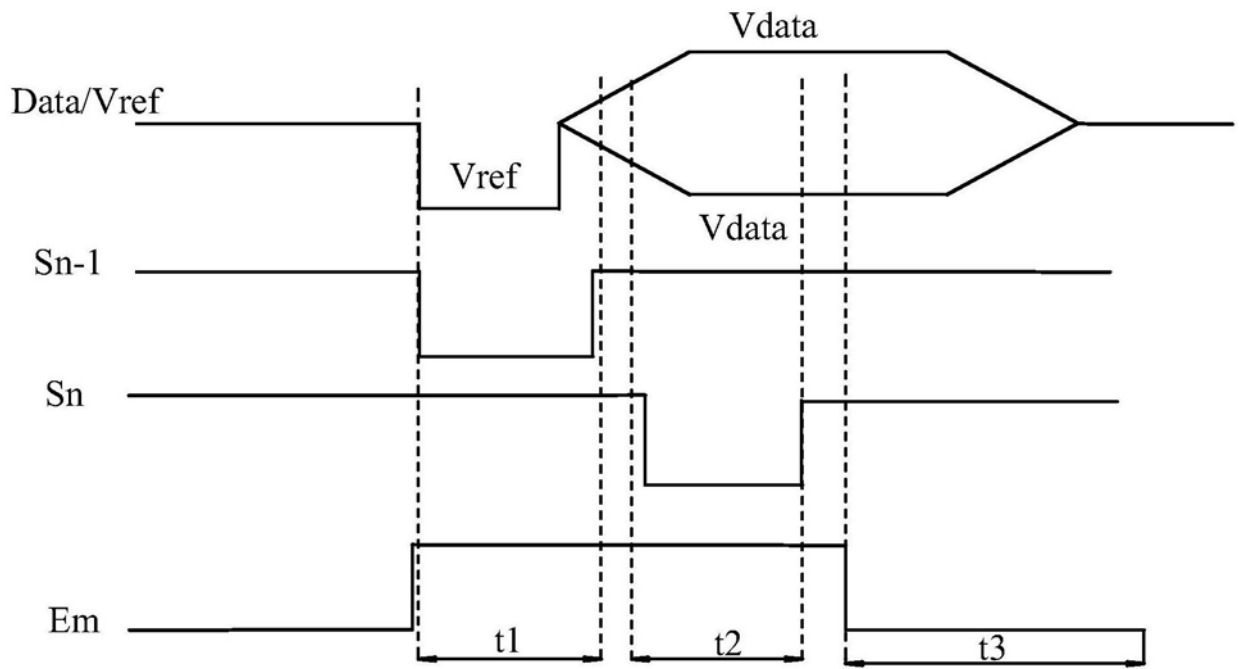 Vdata
Data/Vref
Vref
Vdata
Sn-1
Sn
Em
t1
t2
t3